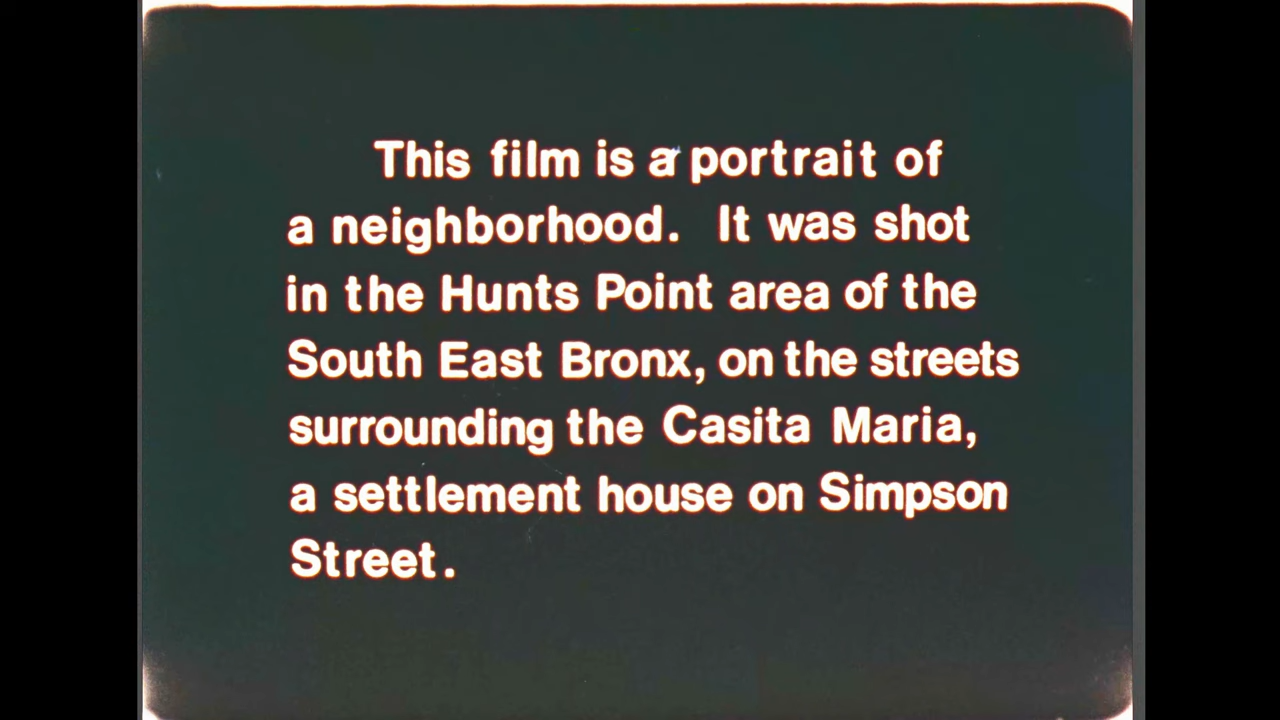 This film is a portrait of
a neighborhood. It was shot
in the Hunts Point area of the
South East Bronx, on the streets
surrounding the Casita Maria,
a settlement house on Simpson
Street.